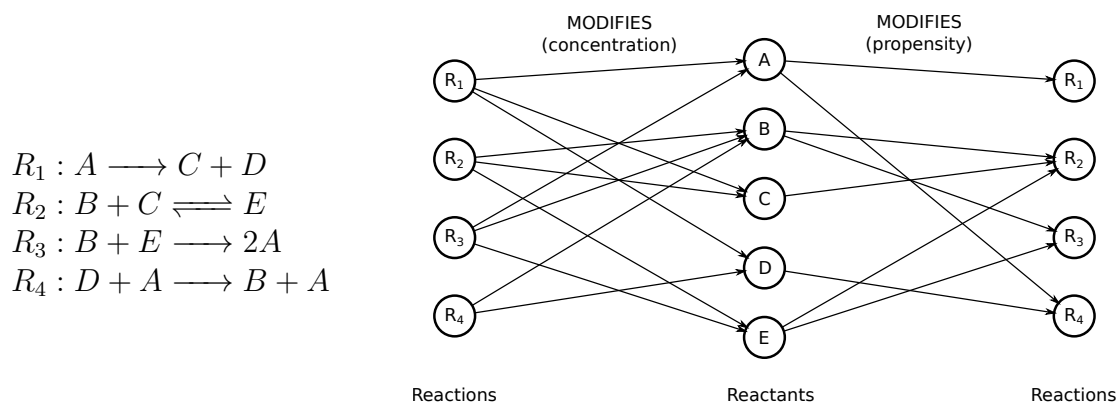 R₁ : A ⟶ C + D
R₂ : B + C ⇌ E
R₃ : B + E ⟶ 2A
R₄ : D + A ⟶ B + A
MODIFIES
(concentration)
MODIFIES
(propensity)
R₁
R₂
R₃
R₄
A
B
C
D
E
R₁
R₂
R₃
R₄
Reactions
Reactants
Reactions